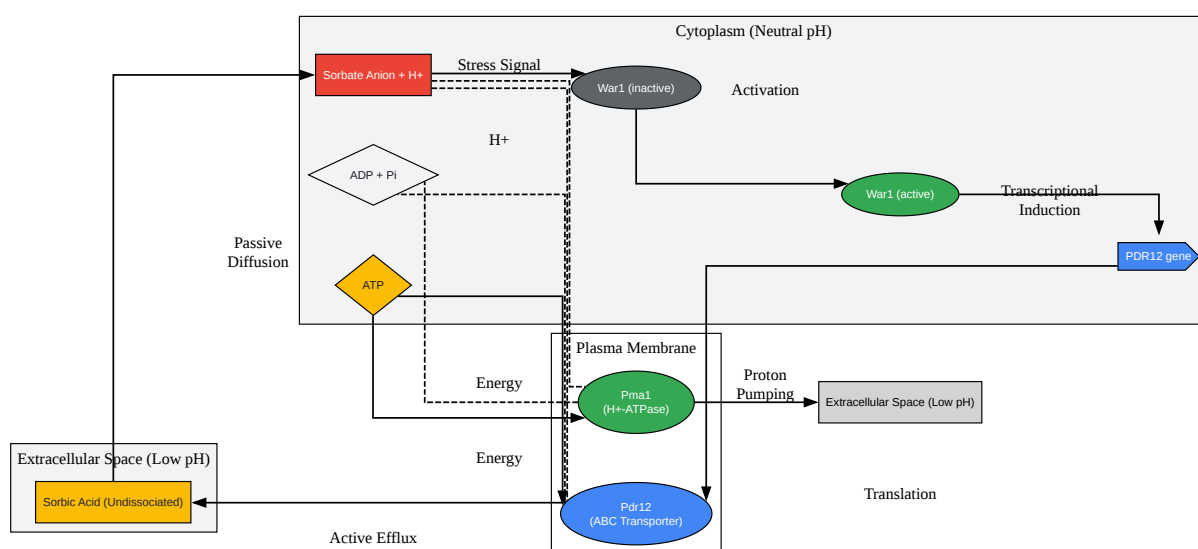 Cytoplasm (Neutral pH)
Sorbate Anion + H+
Stress Signal
War1 (inactive)
Activation
H+
ADP + Pi
War1 (active)
Transcriptional
Induction
Passive
Diffusion
PDR12 gene
ATP
Plasma Membrane
Energy
Pma1
(H+-ATPase)
Proton
Pumping
Extracellular Space (Low pH)
Extracellular Space (Low pH)
Energy
Sorbic Acid (Undissociated)
Pdr12
(ABC Transporter)
Translation
Active Efflux